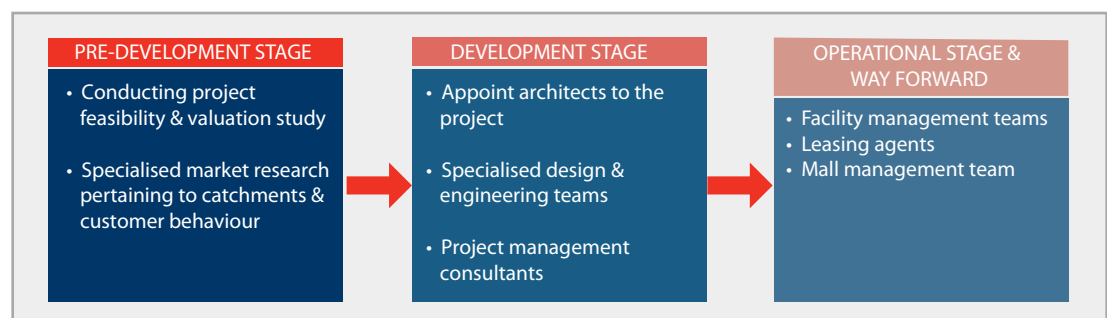 PRE-DEVELOPMENT STAGE
• Conducting project
feasibility & valuation study
• Specialised market research
pertaining to catchments &
customer behaviour
DEVELOPMENT STAGE
• Appoint architects to the
project
• Specialised design &
engineering teams
• Project management
consultants
OPERATIONAL STAGE &
WAY FORWARD
• Facility management teams
• Leasing agents
• Mall management team